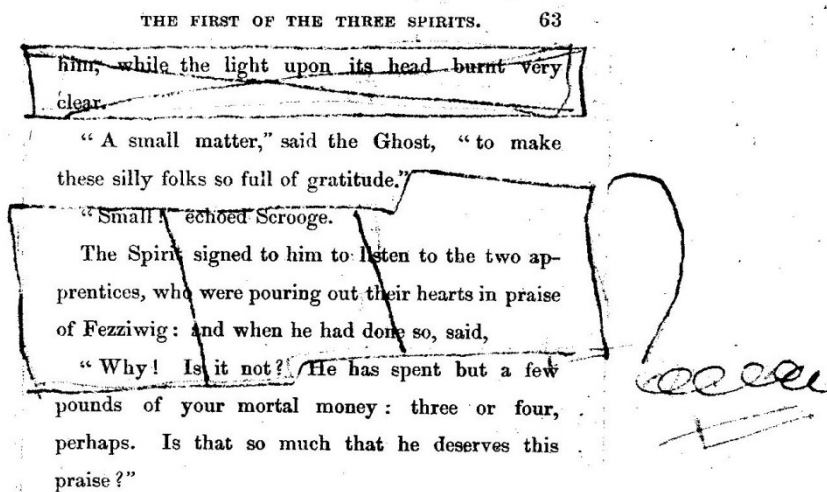 THE FIRST OF THE THREE SPIRITS. 63
him, while the light upon its head burnt very
clear.
“ A small matter,” said the Ghost, “ to make
these silly folks so full of gratitude.”
“ Small ! echoed Scrooge.
The Spirit signed to him to listen to the two ap-
prentices, who were pouring out their hearts in praise
of Fezziwig : and when he had done so, said,
“ Why ! Is it not ? He has spent but a few
pounds of your mortal money : three or four,
perhaps. Is that so much that he deserves this
praise ?”